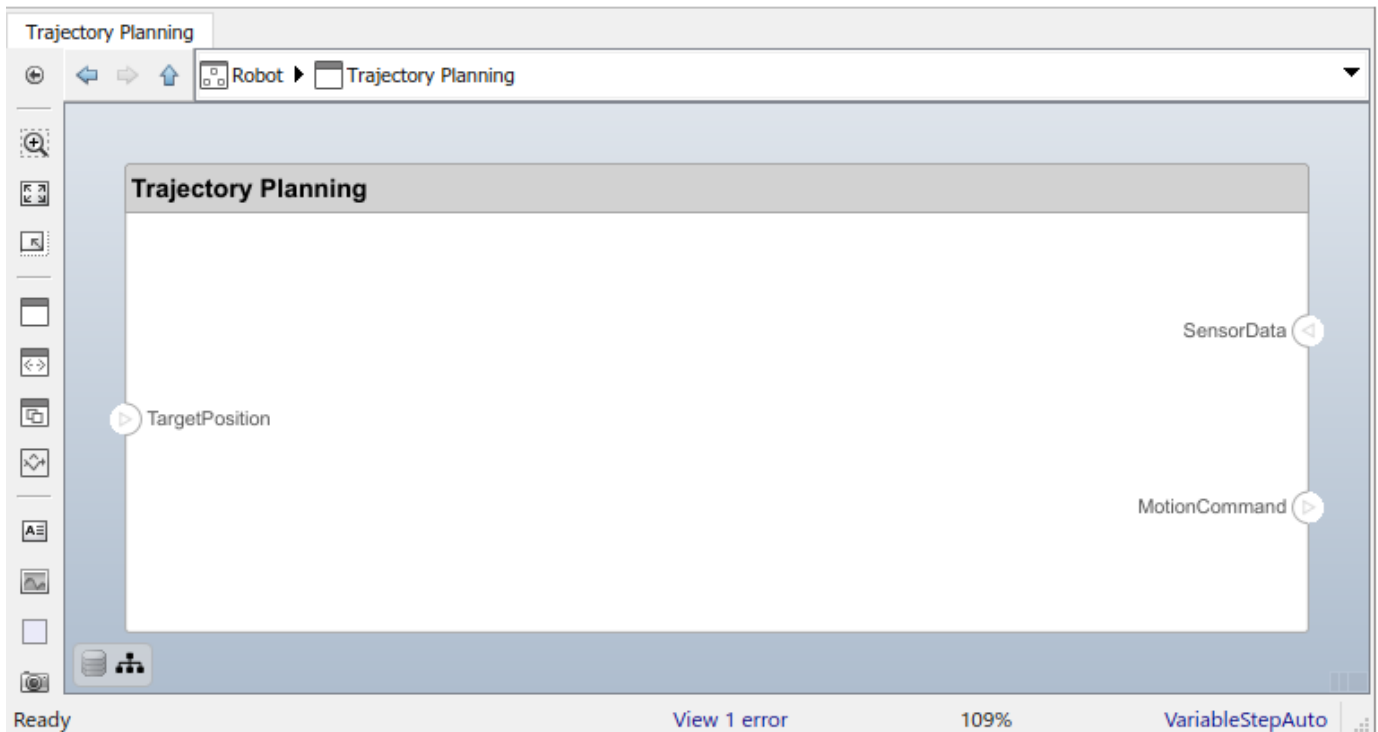 Trajectory Planning
Robot Trajectory Planning
Trajectory Planning
SensorData
TargetPosition
MotionCommand
Ready View 1 error 109% VariableStepAuto